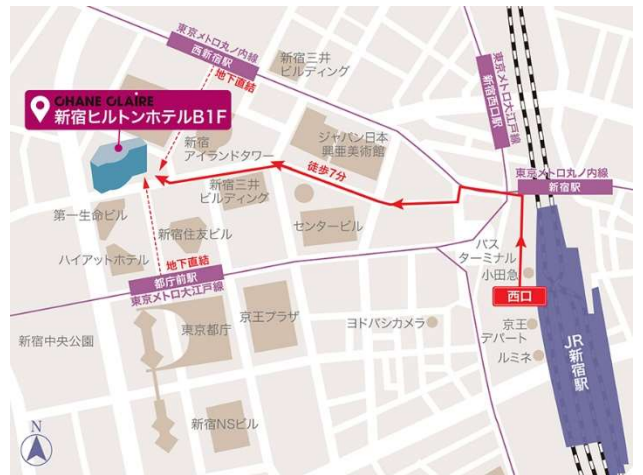 東京メトロ丸ノ内線
西新宿駅
地下直結
新宿三井
ビルディング
東京メトロ大江戸線
新宿西口駅
OHANE CLAIRE
新宿ヒルトンホテルB1F
新宿
アイランドタワー
ジャパン日本
興亜美術館
徒歩7分
東京メトロ丸ノ内線
新宿駅
新宿三井
ビルディング
第一生命ビル
新宿住友ビル
センタービル
バス
ターミナル
小田急
ハイアットホテル
地下直結
都庁前駅
東京メトロ大江戸線
西口
新宿中央公園
東京都庁
京王プラザ
ヨドバシカメラ
京王
デパート
ルミネ
JR新宿駅
新宿NSビル
N